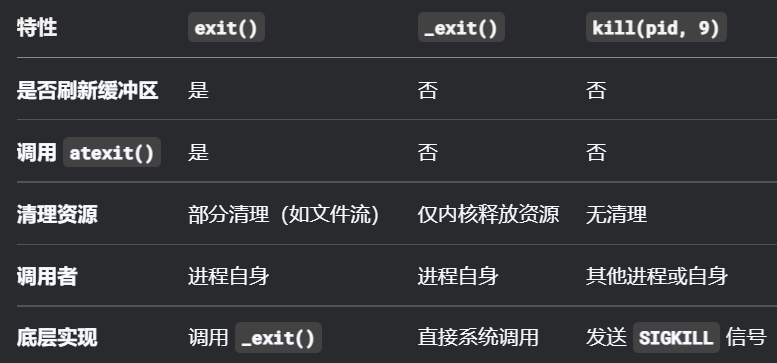 特性 exit() _exit() kill(pid, 9)
是否刷新缓冲区 是 否 否
调用 atexit() 是 否 否
清理资源 部分清理（如文件流） 仅内核释放资源 无清理
调用者 进程自身 进程自身 其他进程或自身
底层实现 调用 _exit() 直接系统调用 发送 SIGKILL 信号